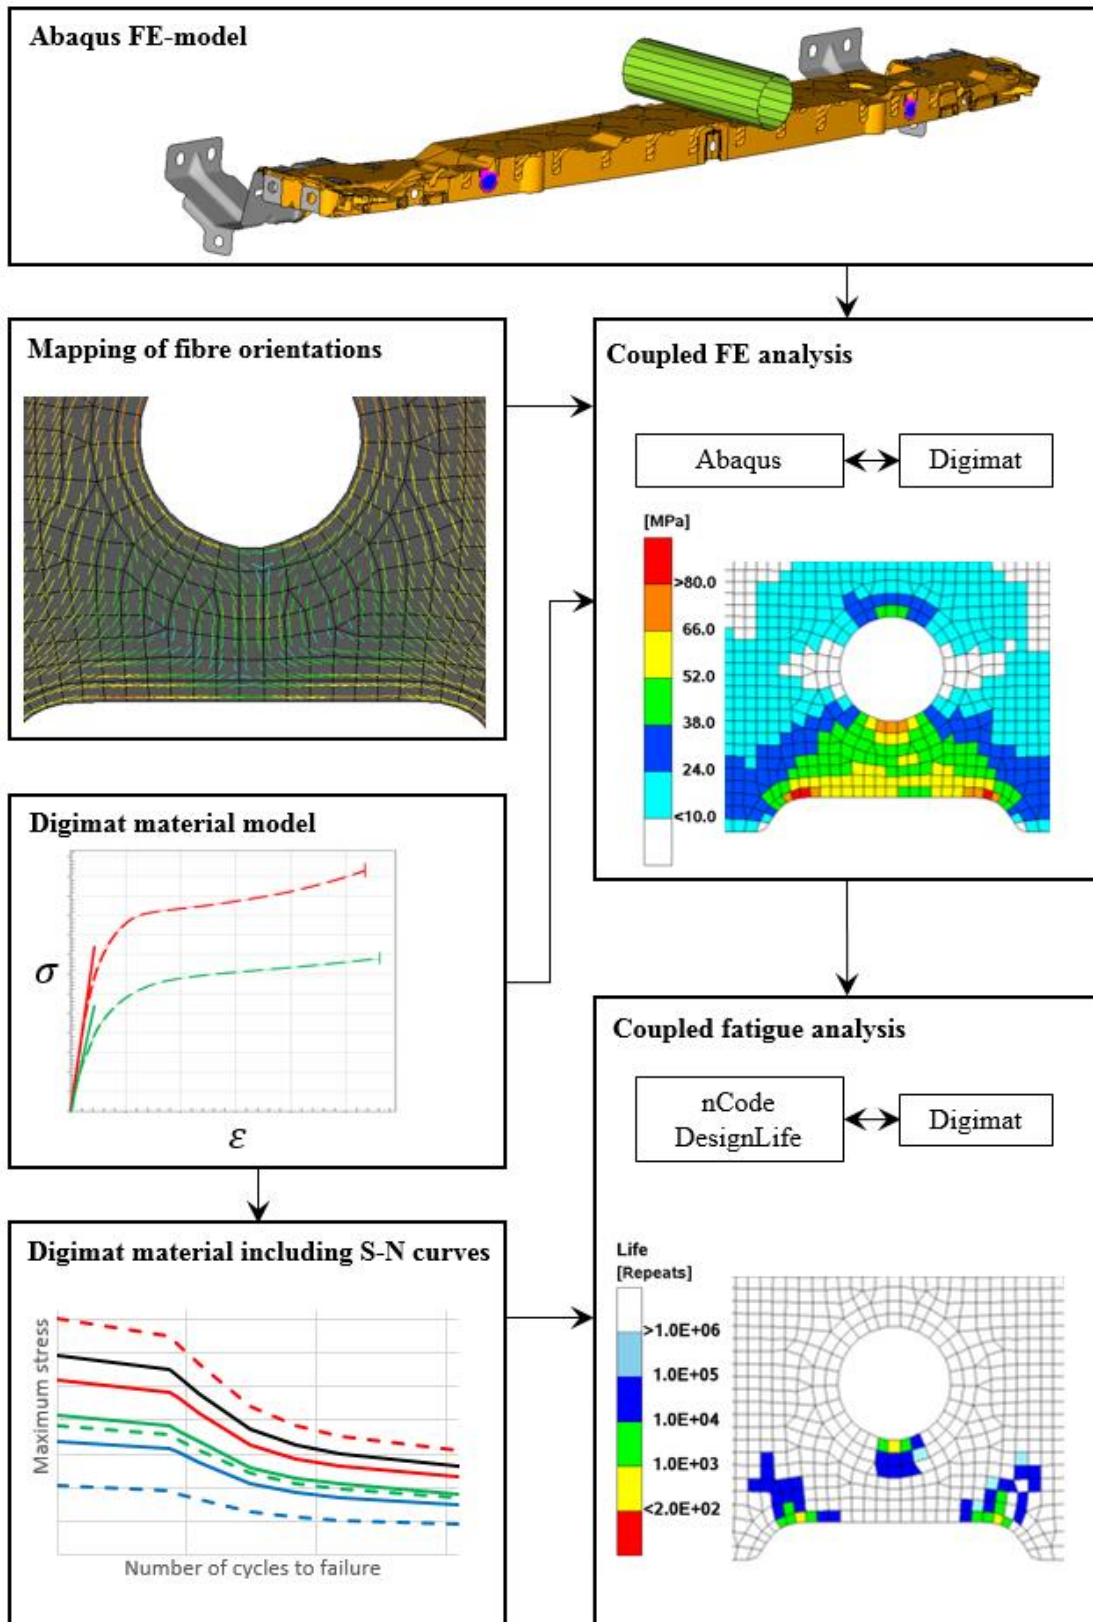 Abaqus FE-model
Mapping of fibre orientations
Coupled FE analysis
Abaqus
Digimat
[MPa]
>80.0
66.0
52.0
38.0
24.0
<10.0
Digimat material model
σ
ε
Coupled fatigue analysis
nCode
DesignLife
Digimat
Digimat material including S-N curves
Maximum stress
Number of cycles to failure
Life
[Repeats]
>1.0E+06
1.0E+05
1.0E+04
1.0E+03
<2.0E+02